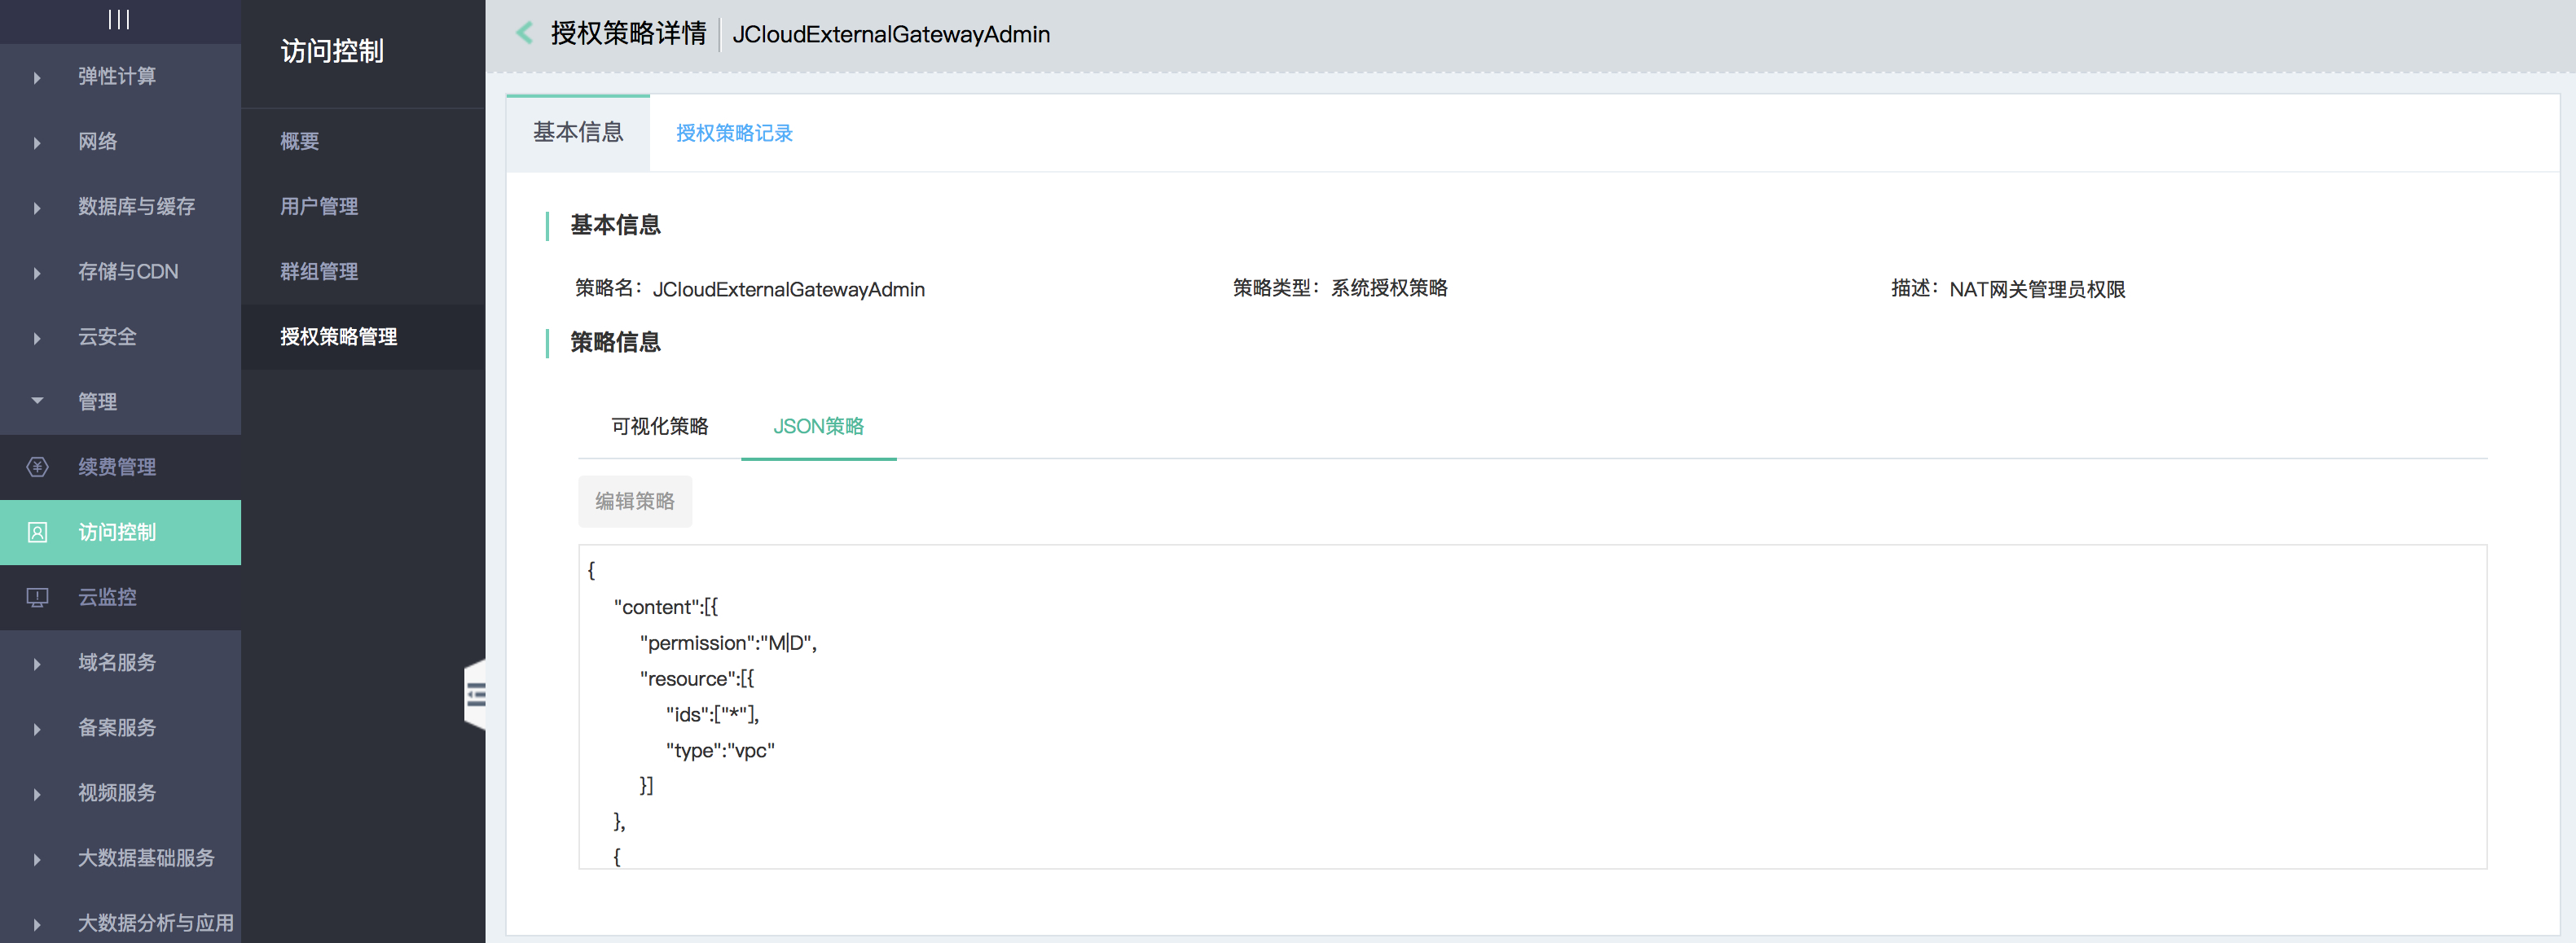 弹性计算
网络
数据库与缓存
存储与CDN
云安全
管理
续费管理
访问控制
云监控
域名服务
备案服务
视频服务
大数据基础服务
大数据分析与应用
访问控制
概要
用户管理
群组管理
授权策略管理
授权策略详情 JCloudExternalGatewayAdmin
基本信息 授权策略记录
基本信息
策略名：JCloudExternalGatewayAdmin 策略类型：系统授权策略 描述：NAT网关管理员权限
策略信息
可视化策略 JSON策略
编辑策略
{
"content":[{
"permission":"M|D",
"resource":[{
"ids":["*"],
"type":"vpc"
}]
},
{